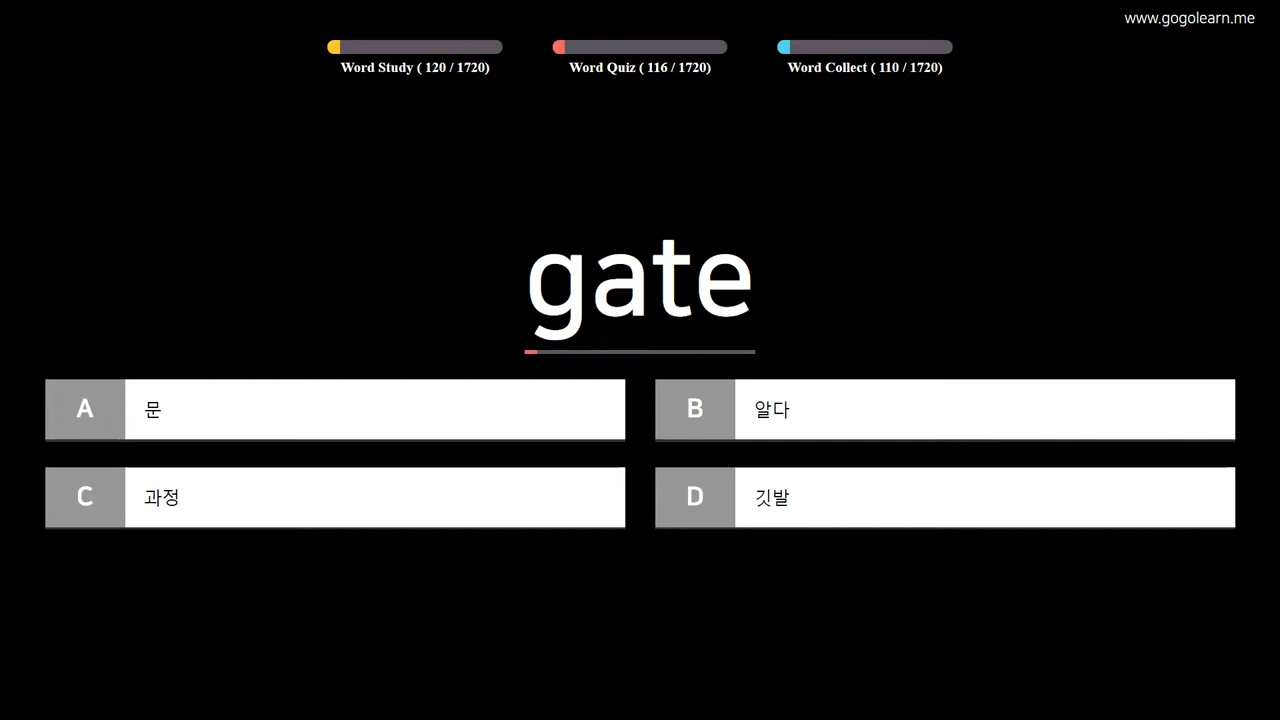 www.gogolearn.me
Word Study ( 120 / 1720)
Word Quiz ( 116 / 1720)
Word Collect ( 110 / 1720)
gate
A 문
B 알다
C 과정
D 깃발